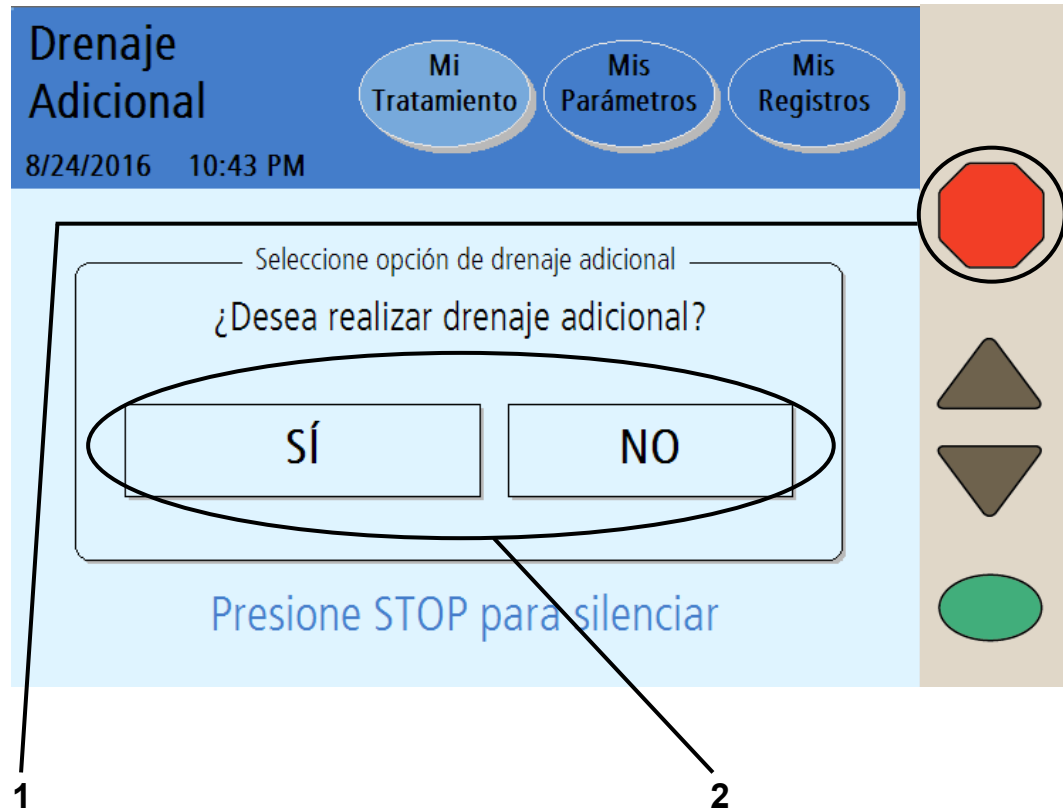 Drenaje
Adicional
8/24/2016 10:43 PM
Mi
Tratamiento
Mis
Parámetros
Mis
Registros
Seleccione opción de drenaje adicional
¿Desea realizar drenaje adicional?
SÍ
NO
Presione STOP para silenciar
1
2